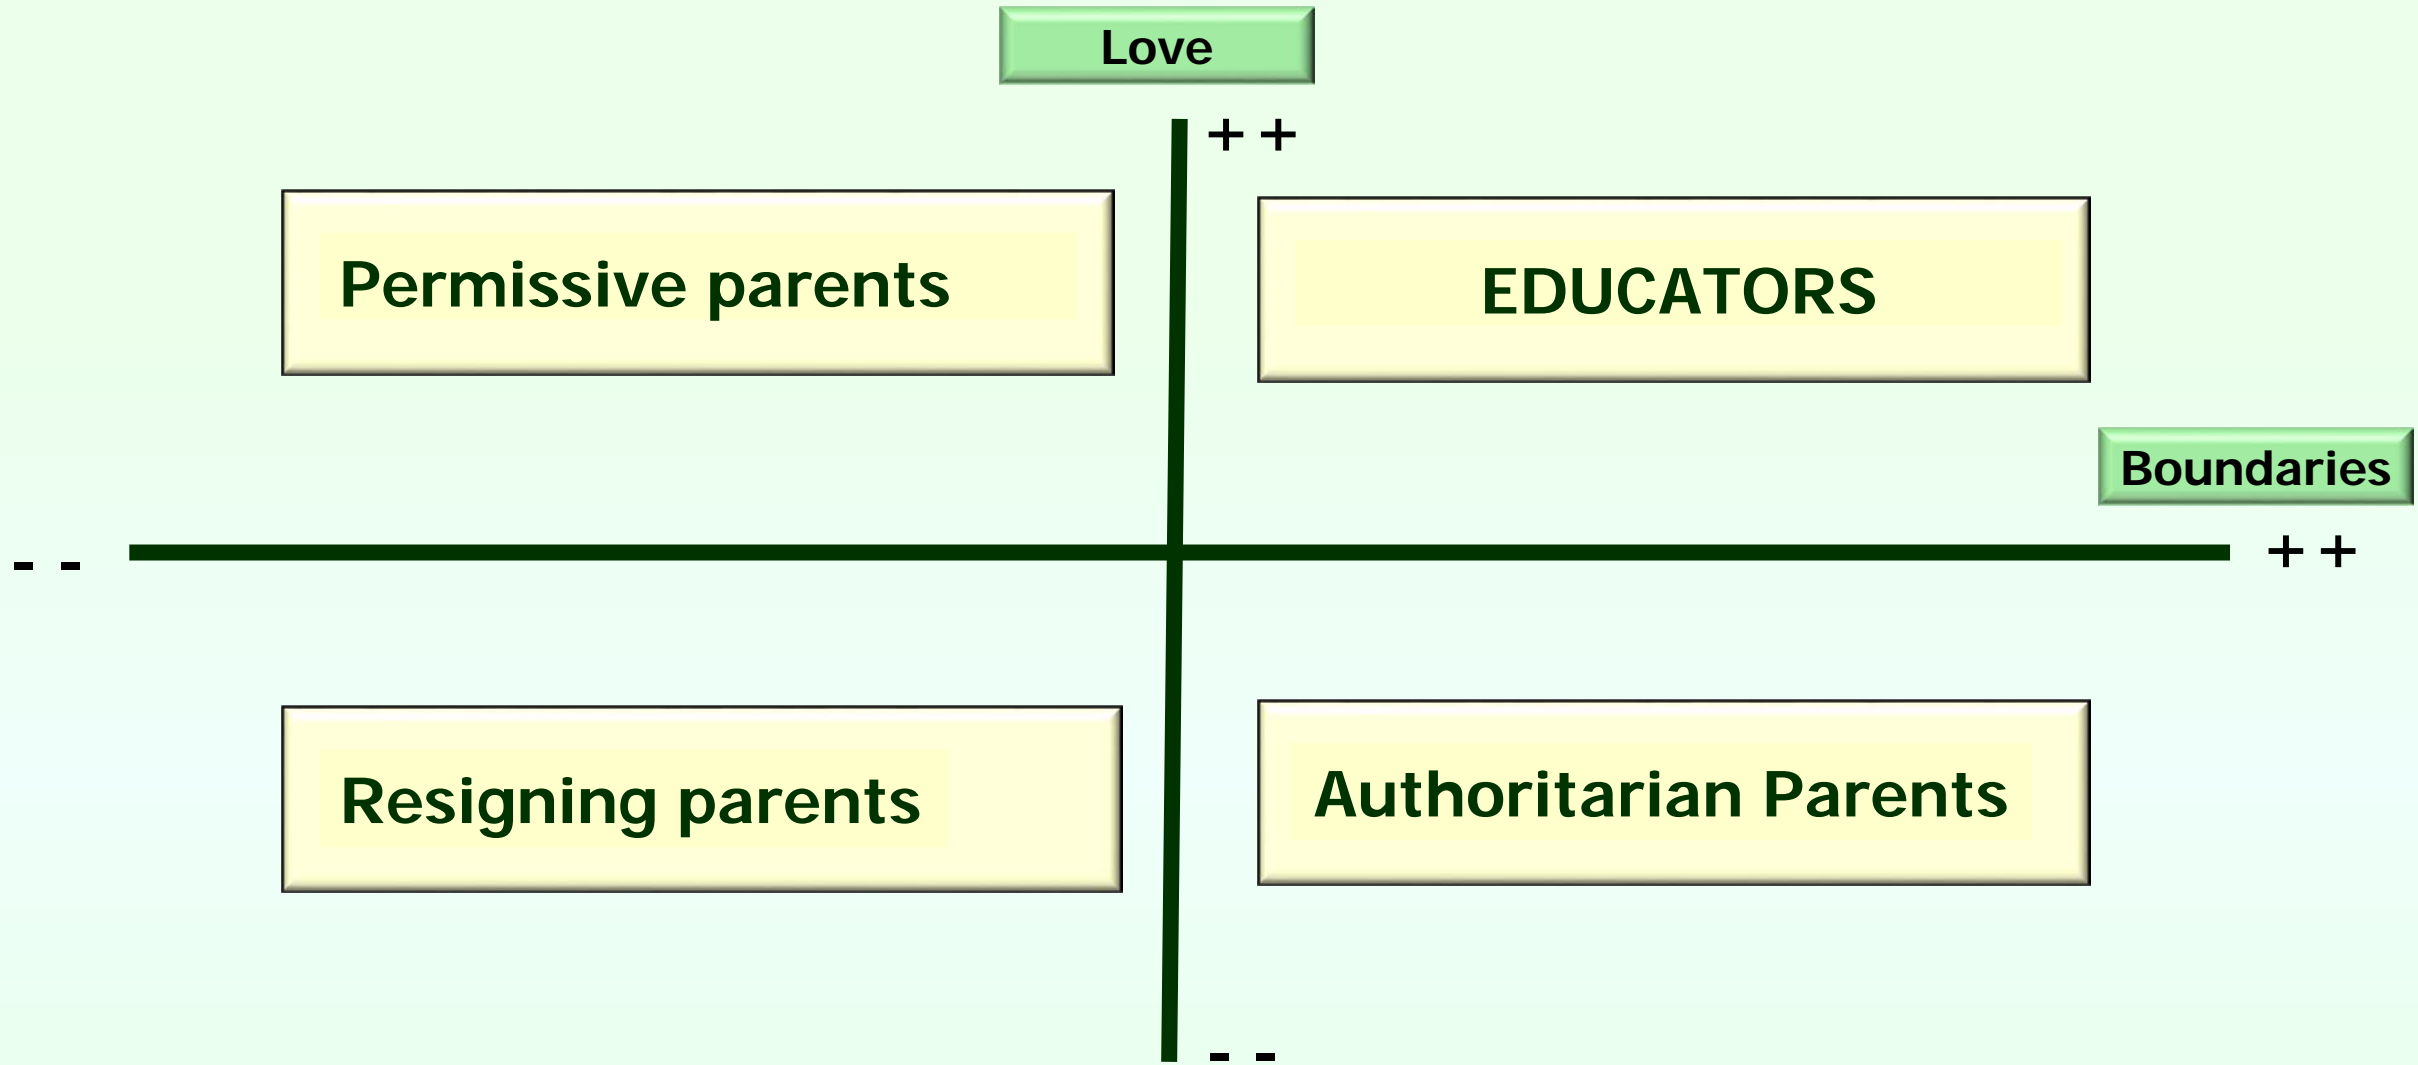 Love
+ +
Permissive parents
EDUCATORS
Boundaries
- -
+ +
Resigning parents
Authoritarian Parents
- -